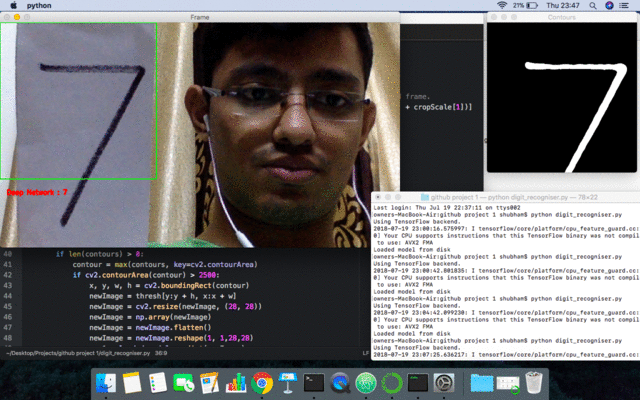 python
21%
Thu 23:47
Frame
Contours
7
7
frame.
+ cropScale[1])]
Deep Network : 7
github project 1 — python digit_recogniser.py — 78×22
Last login: Thu Jul 19 22:37:11 on ttys002
owners-MacBook-Air:github project 1 shubham$ python digit_recogniser.py
Using TensorFlow backend.
2018-07-19 23:00:16.575997: I tensorflow/core/platform/cpu_feature_guard.cc:
0] Your CPU supports instructions that this TensorFlow binary was not compil
to use: AVX2 FMA
Loaded model from disk
owners-MacBook-Air:github project 1 shubham$ python digit_recogniser.py
Using TensorFlow backend.
2018-07-19 23:00:42.801835: I tensorflow/core/platform/cpu_feature_guard.cc:
0] Your CPU supports instructions that this TensorFlow binary was not compil
to use: AVX2 FMA
Loaded model from disk
owners-MacBook-Air:github project 1 shubham$ python digit_recogniser.py
Using TensorFlow backend.
2018-07-19 23:04:42.099230: I tensorflow/core/platform/cpu_feature_guard.cc:
0] Your CPU supports instructions that this TensorFlow binary was not compil
to use: AVX2 FMA
Loaded model from disk
owners-MacBook-Air:github project 1 shubham$ python digit_recogniser.py
Using TensorFlow backend.
2018-07-19 23:07:25.636217: I tensorflow/core/platform/cpu_feature_guard.cc:
40 if len(contours) > 0:
41 contour = max(contours, key=cv2.contourArea)
42 if cv2.contourArea(contour) > 2500:
43 x, y, w, h = cv2.boundingRect(contour)
44 newImage = thresh[y:y + h, x:x + w]
45 newImage = cv2.resize(newImage, (28, 28))
46 newImage = np.array(newImage)
47 newImage = newImage.flatten()
48 newImage = newImage.reshape(1, 1,28,28)
~/Desktop/Projects/github project 1/digit_recogniser.py 36:9
LF